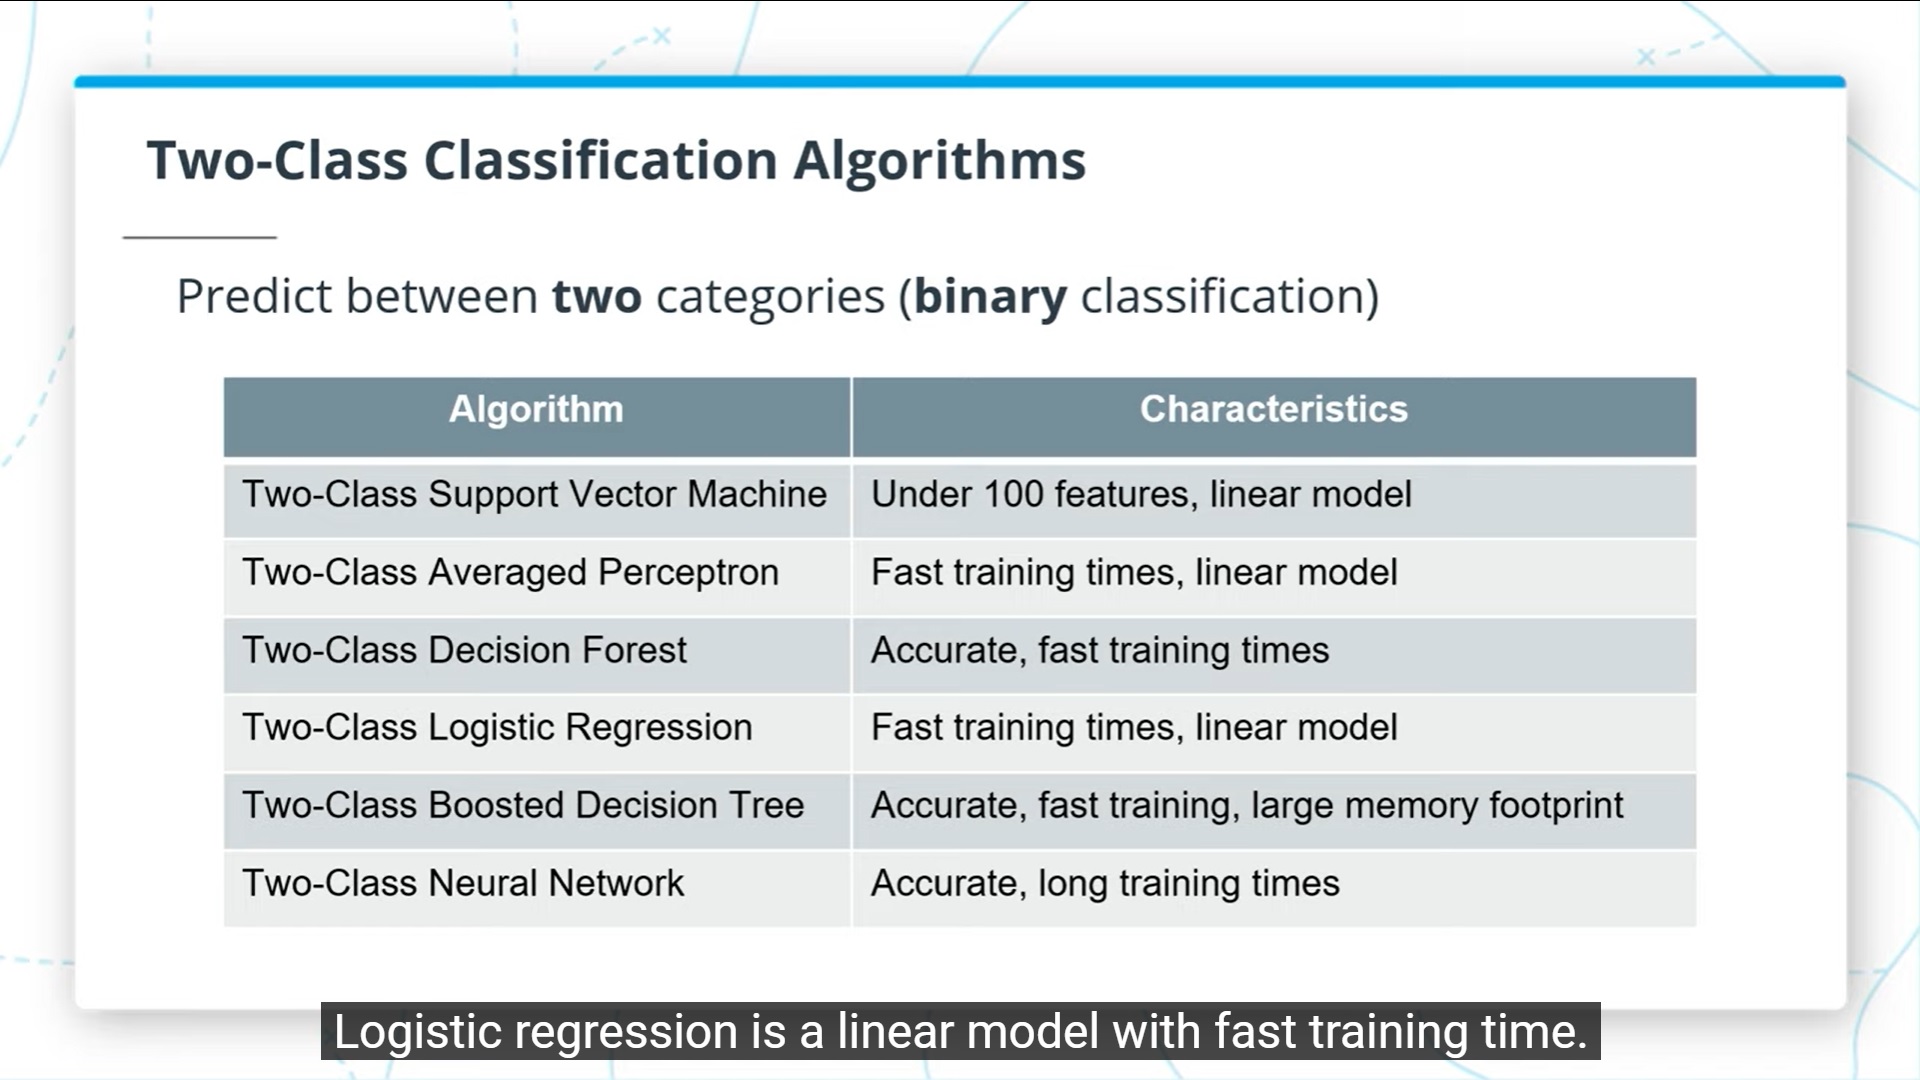 Two-Class Classification Algorithms
Predict between two categories (binary classification)
Algorithm Characteristics
Two-Class Support Vector Machine Under 100 features, linear model
Two-Class Averaged Perceptron Fast training times, linear model
Two-Class Decision Forest Accurate, fast training times
Two-Class Logistic Regression Fast training times, linear model
Two-Class Boosted Decision Tree Accurate, fast training, large memory footprint
Two-Class Neural Network Accurate, long training times
Logistic regression is a linear model with fast training time.